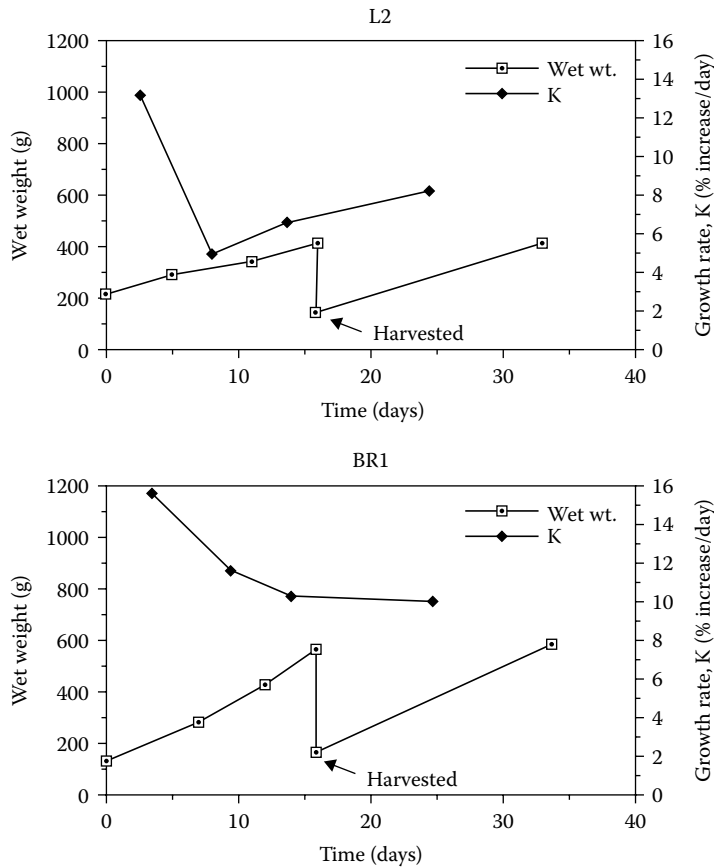 L2
1200
1000
800
600
400
200
0
Wet weight (g)
16
14
12
10
8
6
4
2
0
Growth rate, K (% increase/day)
Wet wt.
K
Harvested
0 10 20 30 40
Time (days)
BR1
1200
1000
800
600
400
200
0
Wet weight (g)
16
14
12
10
8
6
4
2
0
Growth rate, K (% increase/day)
Wet wt.
K
Harvested
0 10 20 30 40
Time (days)